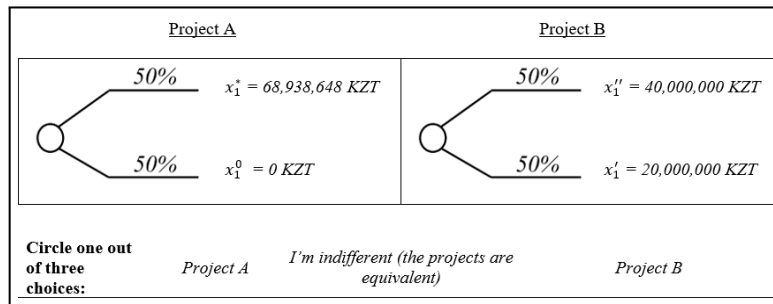 Project A Project B
50% x₁* = 68,938,648 KZT 50% x₁′′ = 40,000,000 KZT
50% x₁⁰ = 0 KZT 50% x₁′ = 20,000,000 KZT
Circle one out
of three
choices:
Project A
I'm indifferent (the projects are
equivalent)
Project B